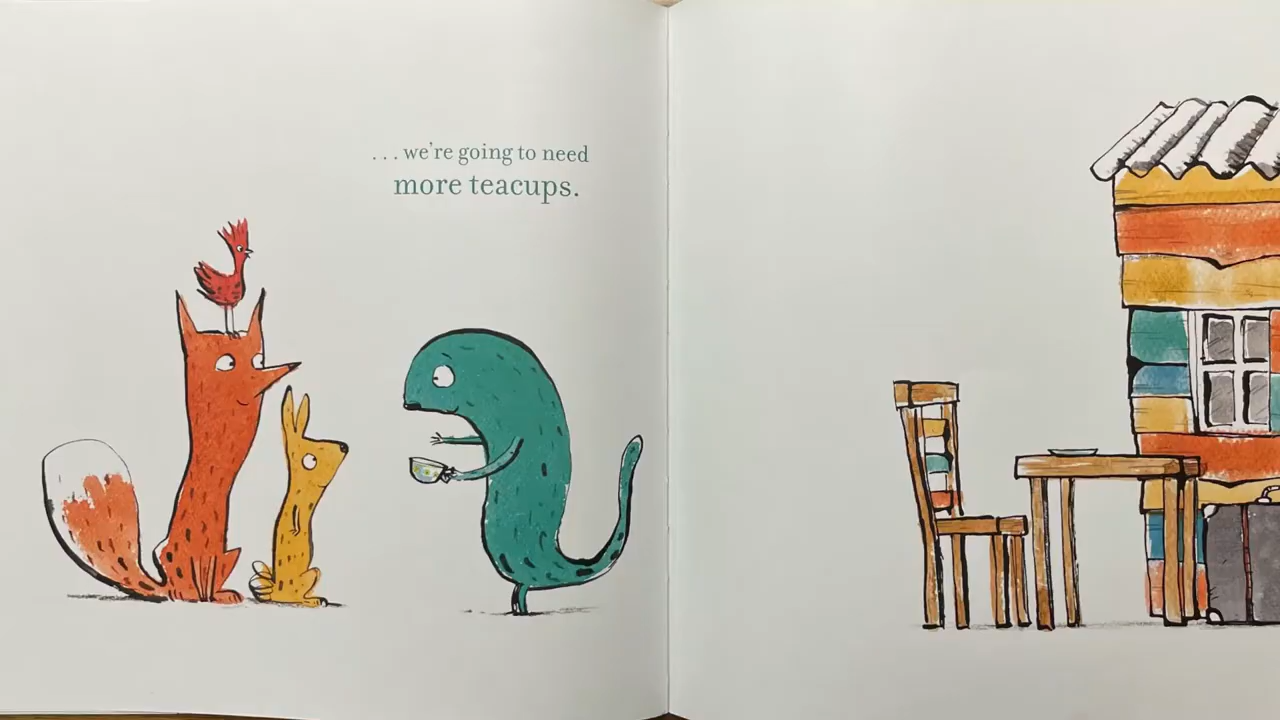 . . . we're going to need
more teacups.